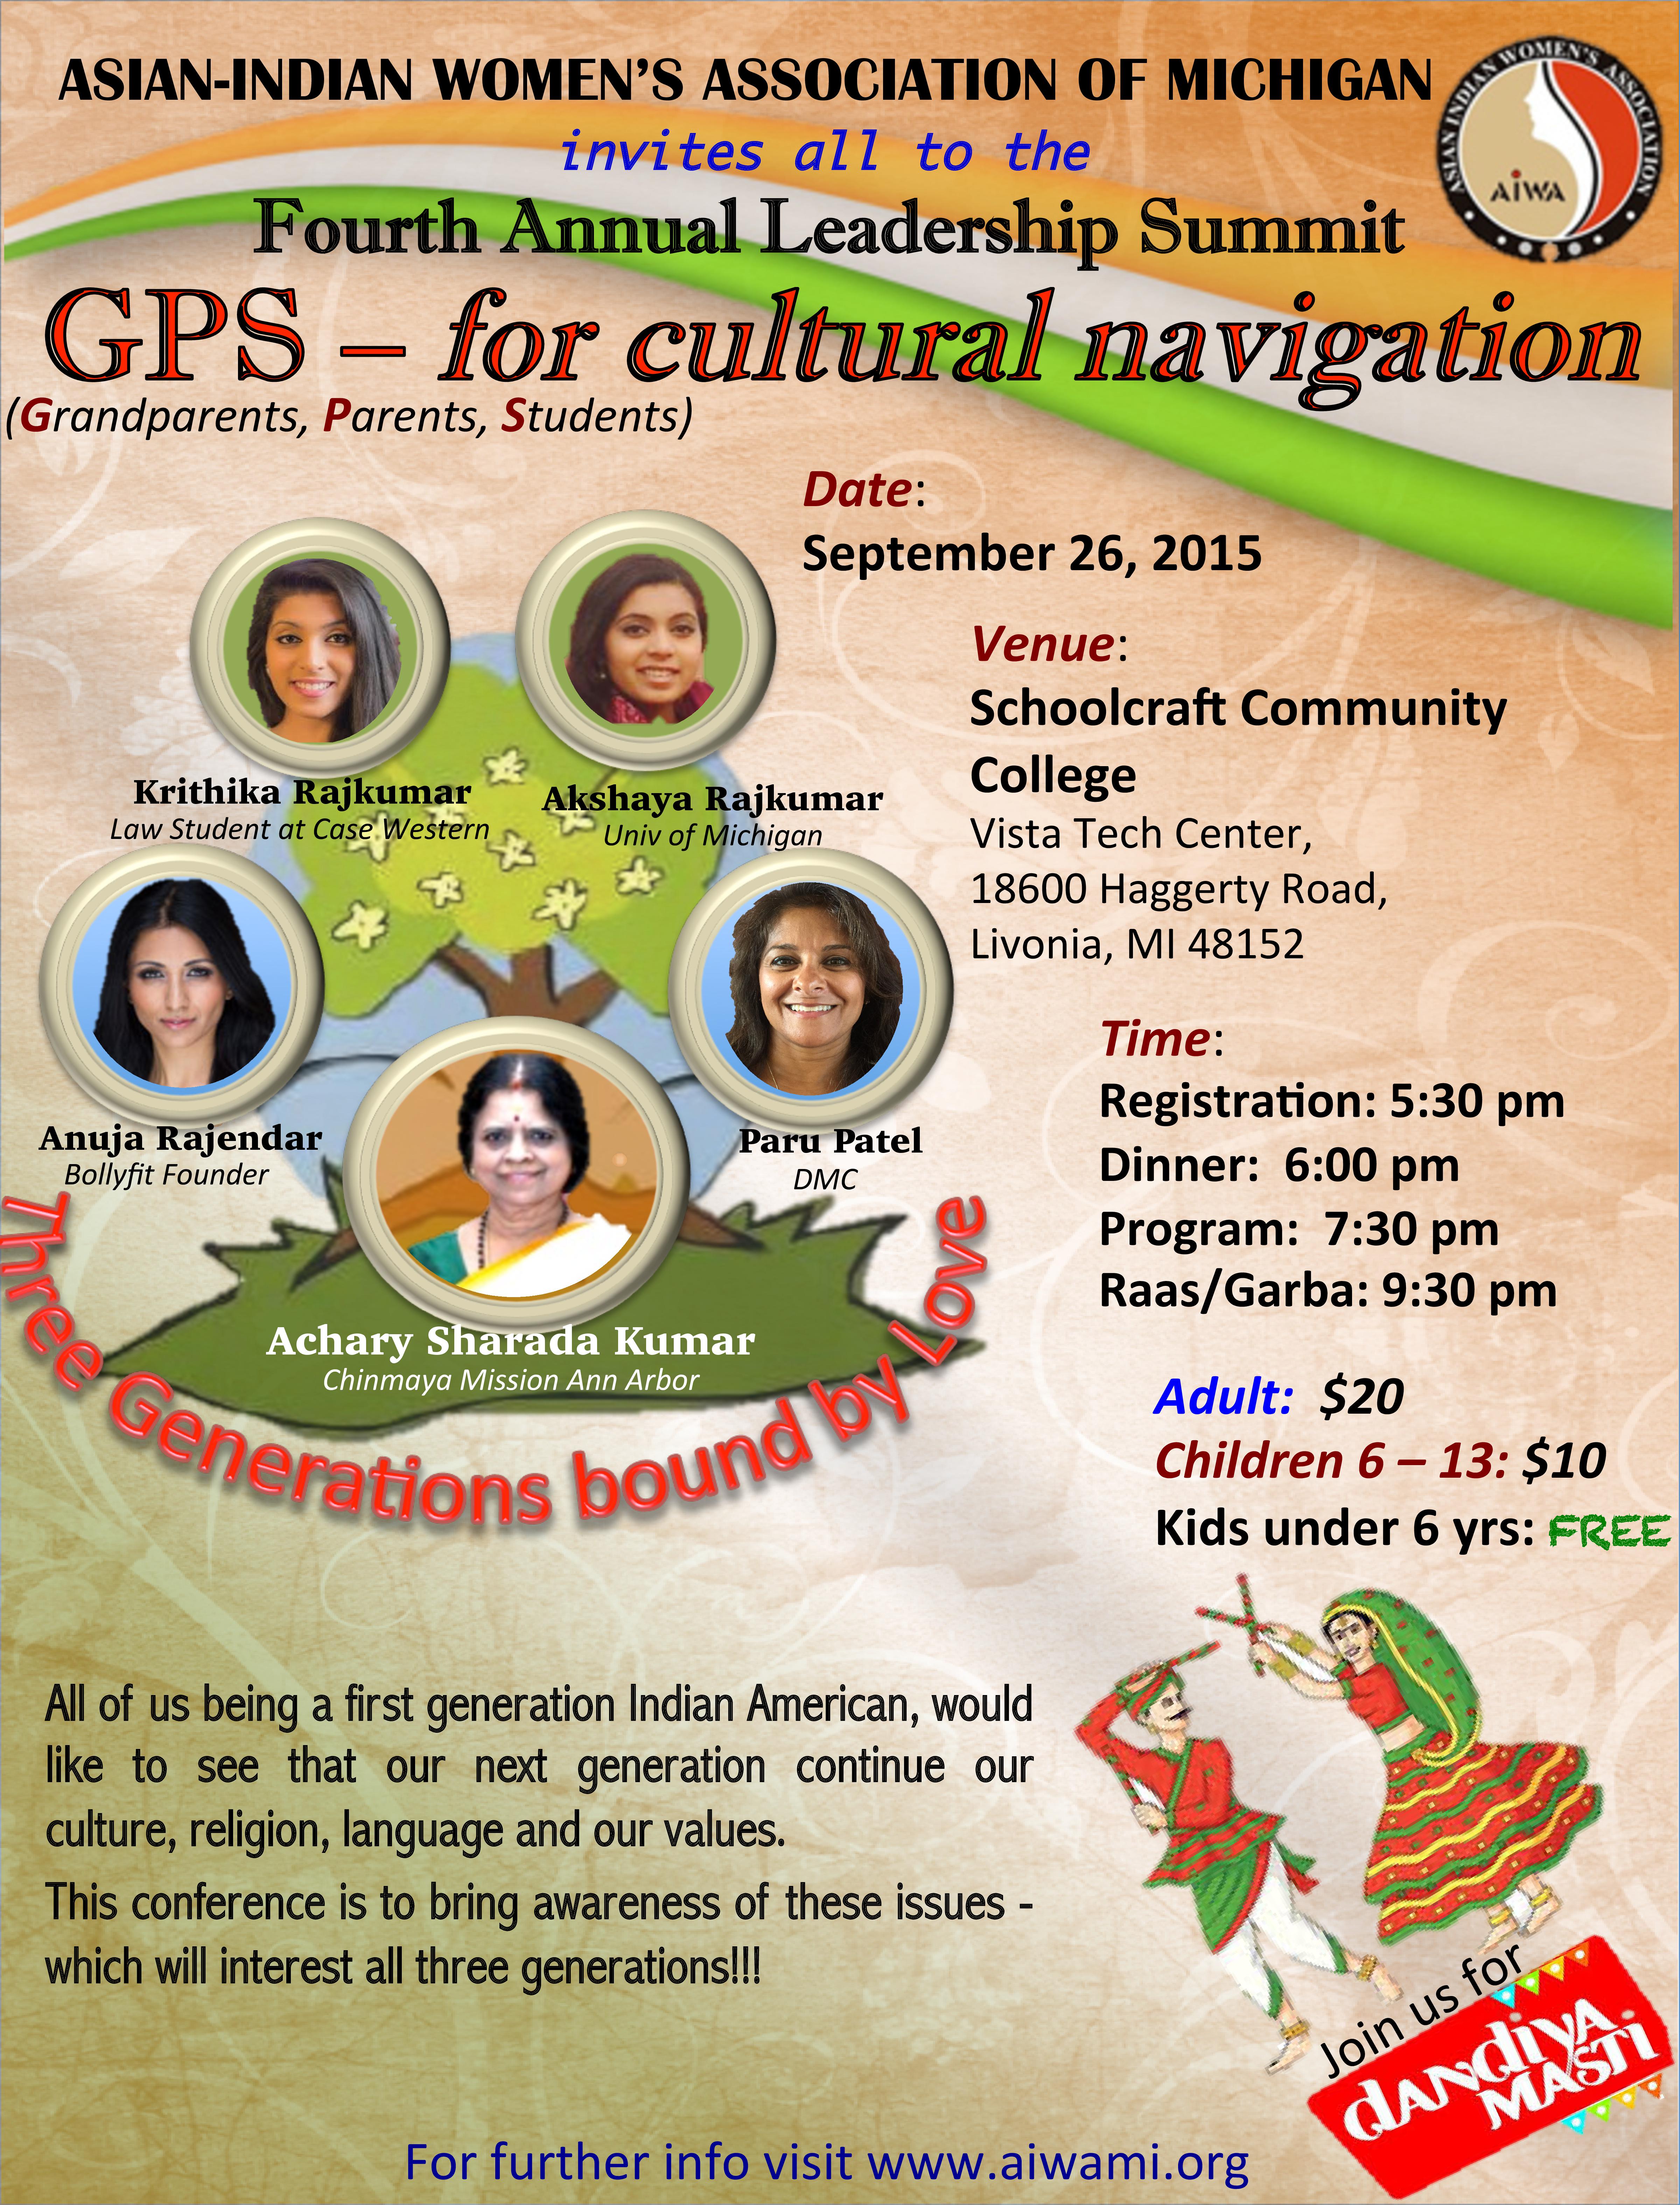 ASIAN-INDIAN WOMEN'S ASSOCIATION OF MICHIGAN
ASIAN INDIAN WOMEN'S ASSOCIATION
AiWA
invites all to the
Fourth Annual Leadership Summit
GPS – for cultural navigation
(Grandparents, Parents, Students)
Date:
September 26, 2015
Venue:
Schoolcraft Community
College
Vista Tech Center,
18600 Haggerty Road,
Livonia, MI 48152
Time:
Registration: 5:30 pm
Dinner: 6:00 pm
Program: 7:30 pm
Raas/Garba: 9:30 pm
Adult: $20
Children 6 – 13: $10
Kids under 6 yrs: FREE
Krithika Rajkumar
Law Student at Case Western
Akshaya Rajkumar
Univ of Michigan
Anuja Rajendar
Bollyfit Founder
Paru Patel
DMC
Achary Sharada Kumar
Chinmaya Mission Ann Arbor
Three Generations bound by Love
All of us being a first generation Indian American, would
like to see that our next generation continue our
culture, religion, language and our values.
This conference is to bring awareness of these issues -
which will interest all three generations!!!
Join us for
dANdiyA
MASTi
For further info visit www.aiwami.org